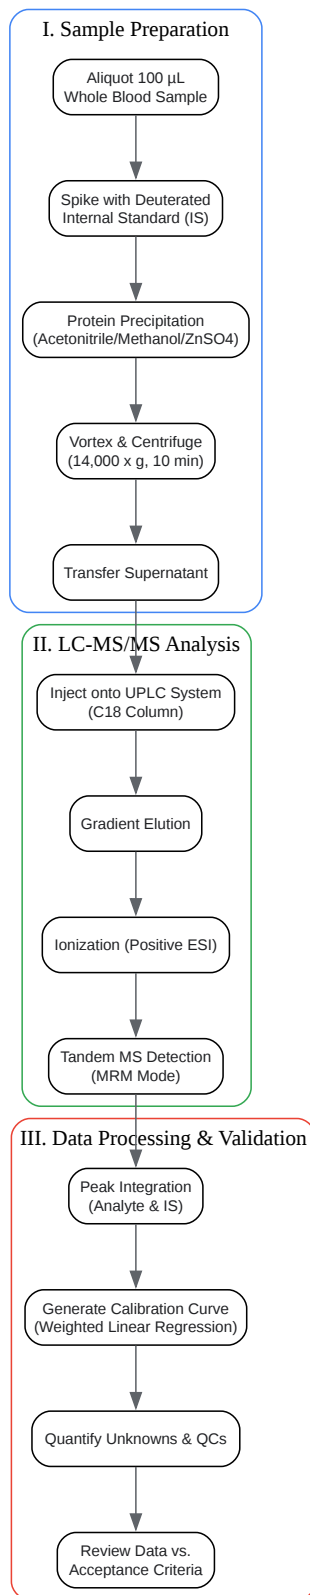 I. Sample Preparation
Aliquot 100 µL
Whole Blood Sample
Spike with Deuterated
Internal Standard (IS)
Protein Precipitation
(Acetonitrile/Methanol/ZnSO4)
Vortex & Centrifuge
(14,000 x g, 10 min)
Transfer Supernatant
II. LC-MS/MS Analysis
Inject onto UPLC System
(C18 Column)
Gradient Elution
Ionization (Positive ESI)
Tandem MS Detection
(MRM Mode)
III. Data Processing & Validation
Peak Integration
(Analyte & IS)
Generate Calibration Curve
(Weighted Linear Regression)
Quantify Unknowns & QCs
Review Data vs.
Acceptance Criteria